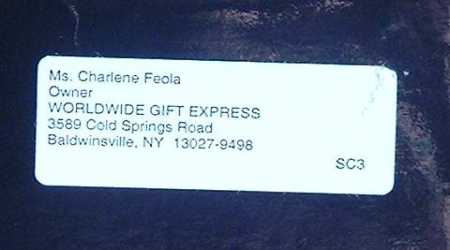 Ms. Charlene Feola
Owner
WORLDWIDE GIFT EXPRESS
3589 Cold Springs Road
Baldwinsville, NY 13027-9498
SC3